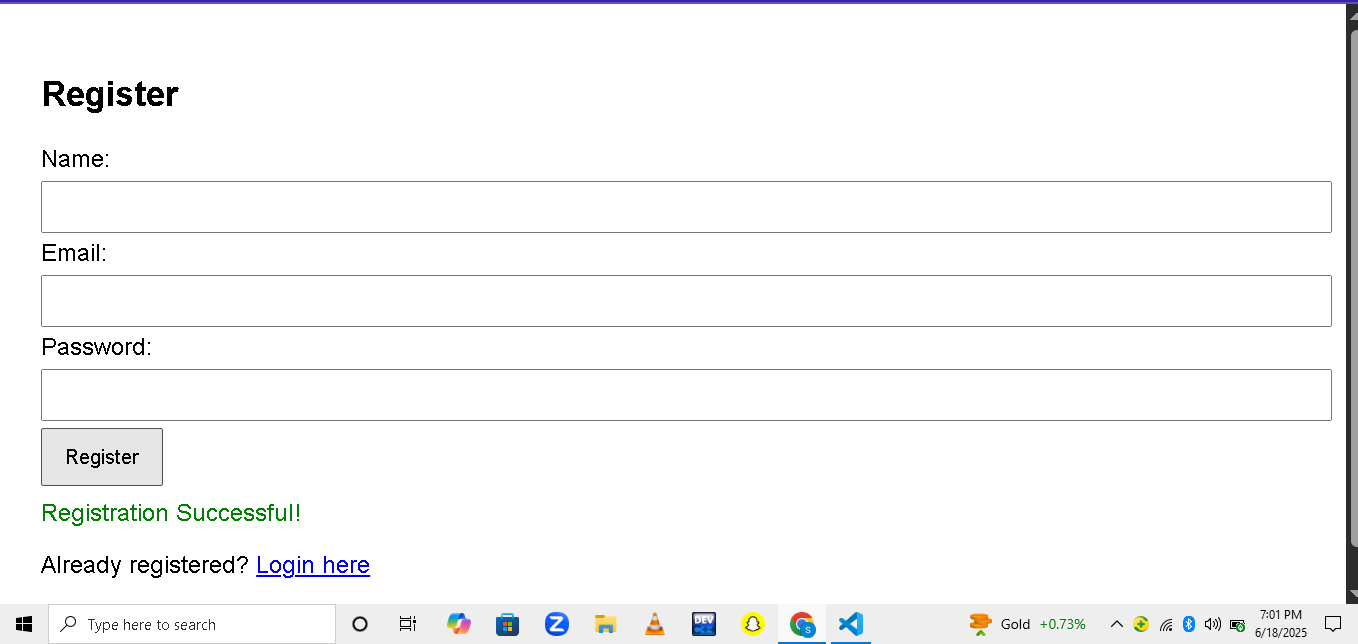 Register
Name:
Email:
Password:
Register
Registration Successful!
Already registered? Login here
Type here to search
DEV
S
Gold +0.73%
7:01 PM
6/18/2025